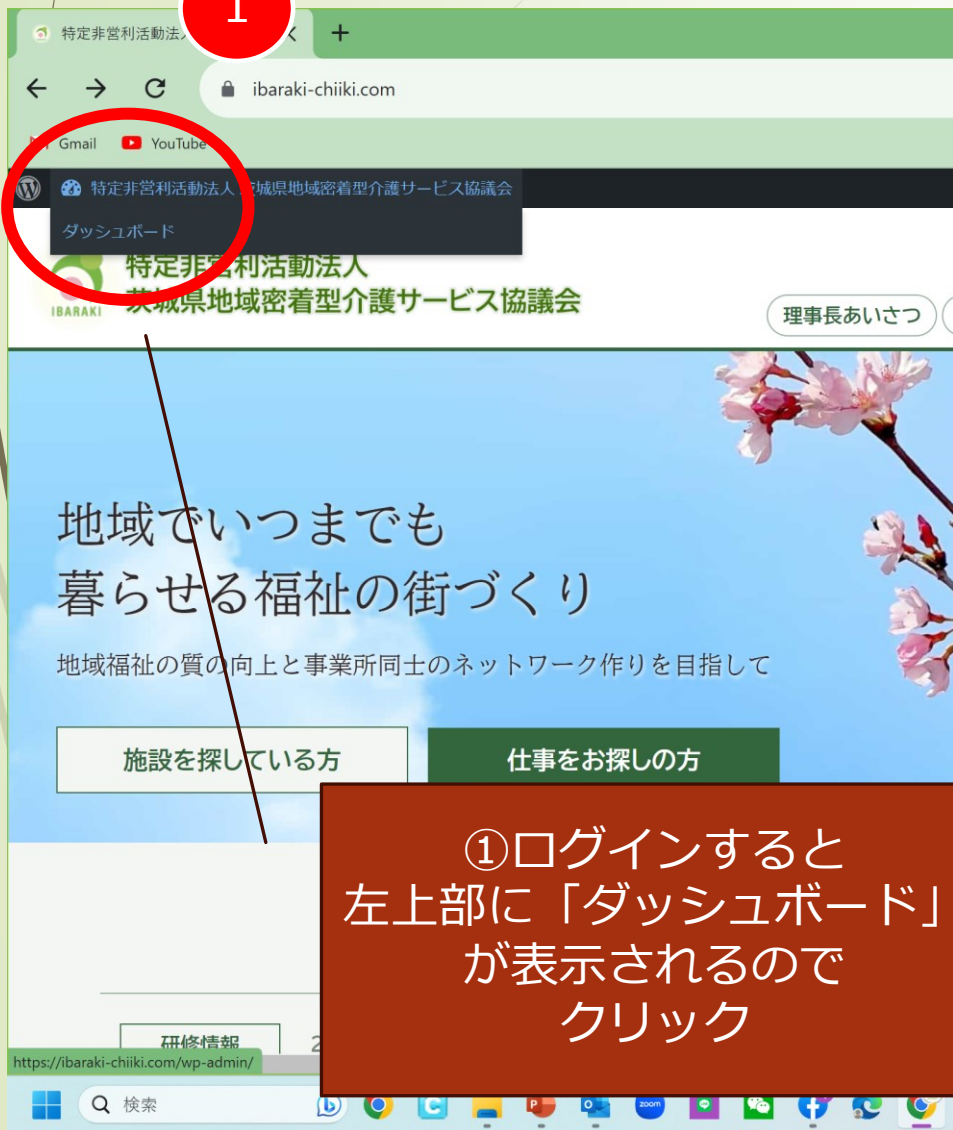 1
特定非営利活動法人
ibaraki-chiiki.com
Gmail
YouTube
特定非営利活動法人 茨城県地域密着型介護サービス協議会
ダッシュボード
特定非営利活動法人
茨城県地域密着型介護サービス協議会
IBARAKI
理事長あいさつ
地域でいつまでも
暮らせる福祉の街づくり
地域福祉の質の向上と事業所同士のネットワーク作りを目指して
施設を探している方
仕事をお探しの方
①ログインすると
左上部に「ダッシュボード」
が表示されるので
クリック
研修情報
2
https://ibaraki-chiiki.com/wp-admin/
検索
zoom